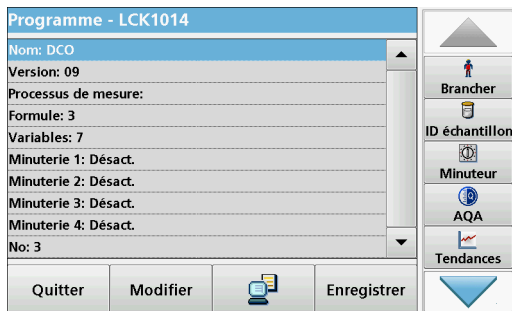 Programme - LCK1014
Nom: DCO
Version: 09
Processus de mesure:
Formule: 3
Variables: 7
Minuterie 1: Désact.
Minuterie 2: Désact.
Minuterie 3: Désact.
Minuterie 4: Désact.
No: 3
Quitter
Modifier
Enregistrer
Brancher
ID échantillon
Minuteur
AQA
Tendances